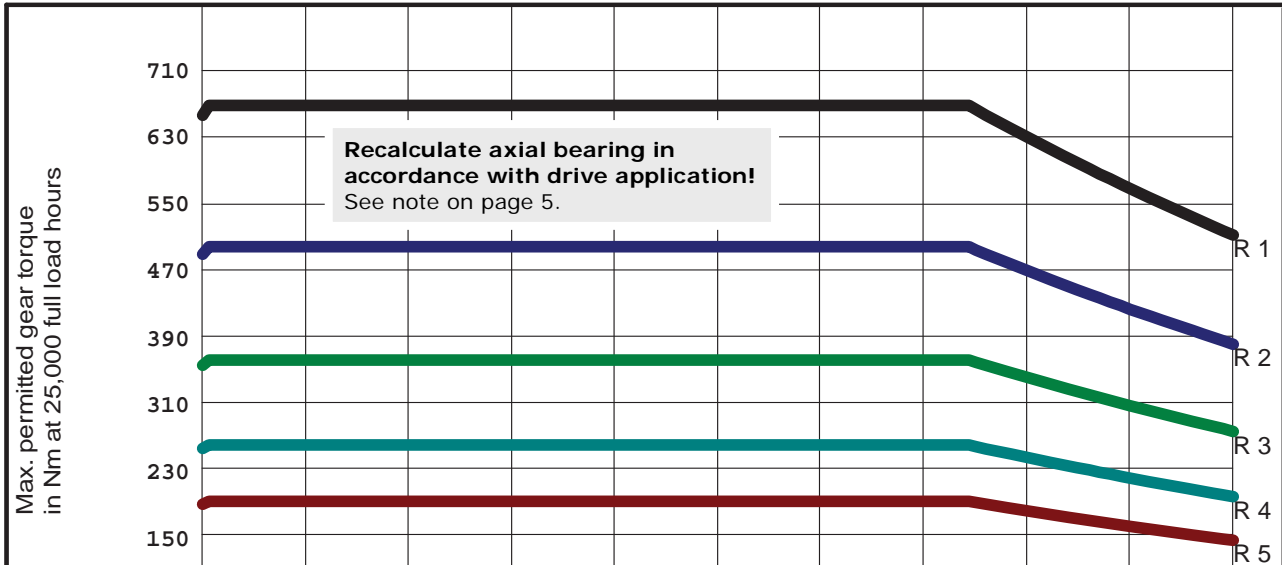 Max. permitted gear torque
in Nm at 25,000 full load hours
710
630
550
470
390
310
230
150
Recalculate axial bearing in
accordance with drive application!
See note on page 5.
R 1
R 2
R 3
R 4
R 5